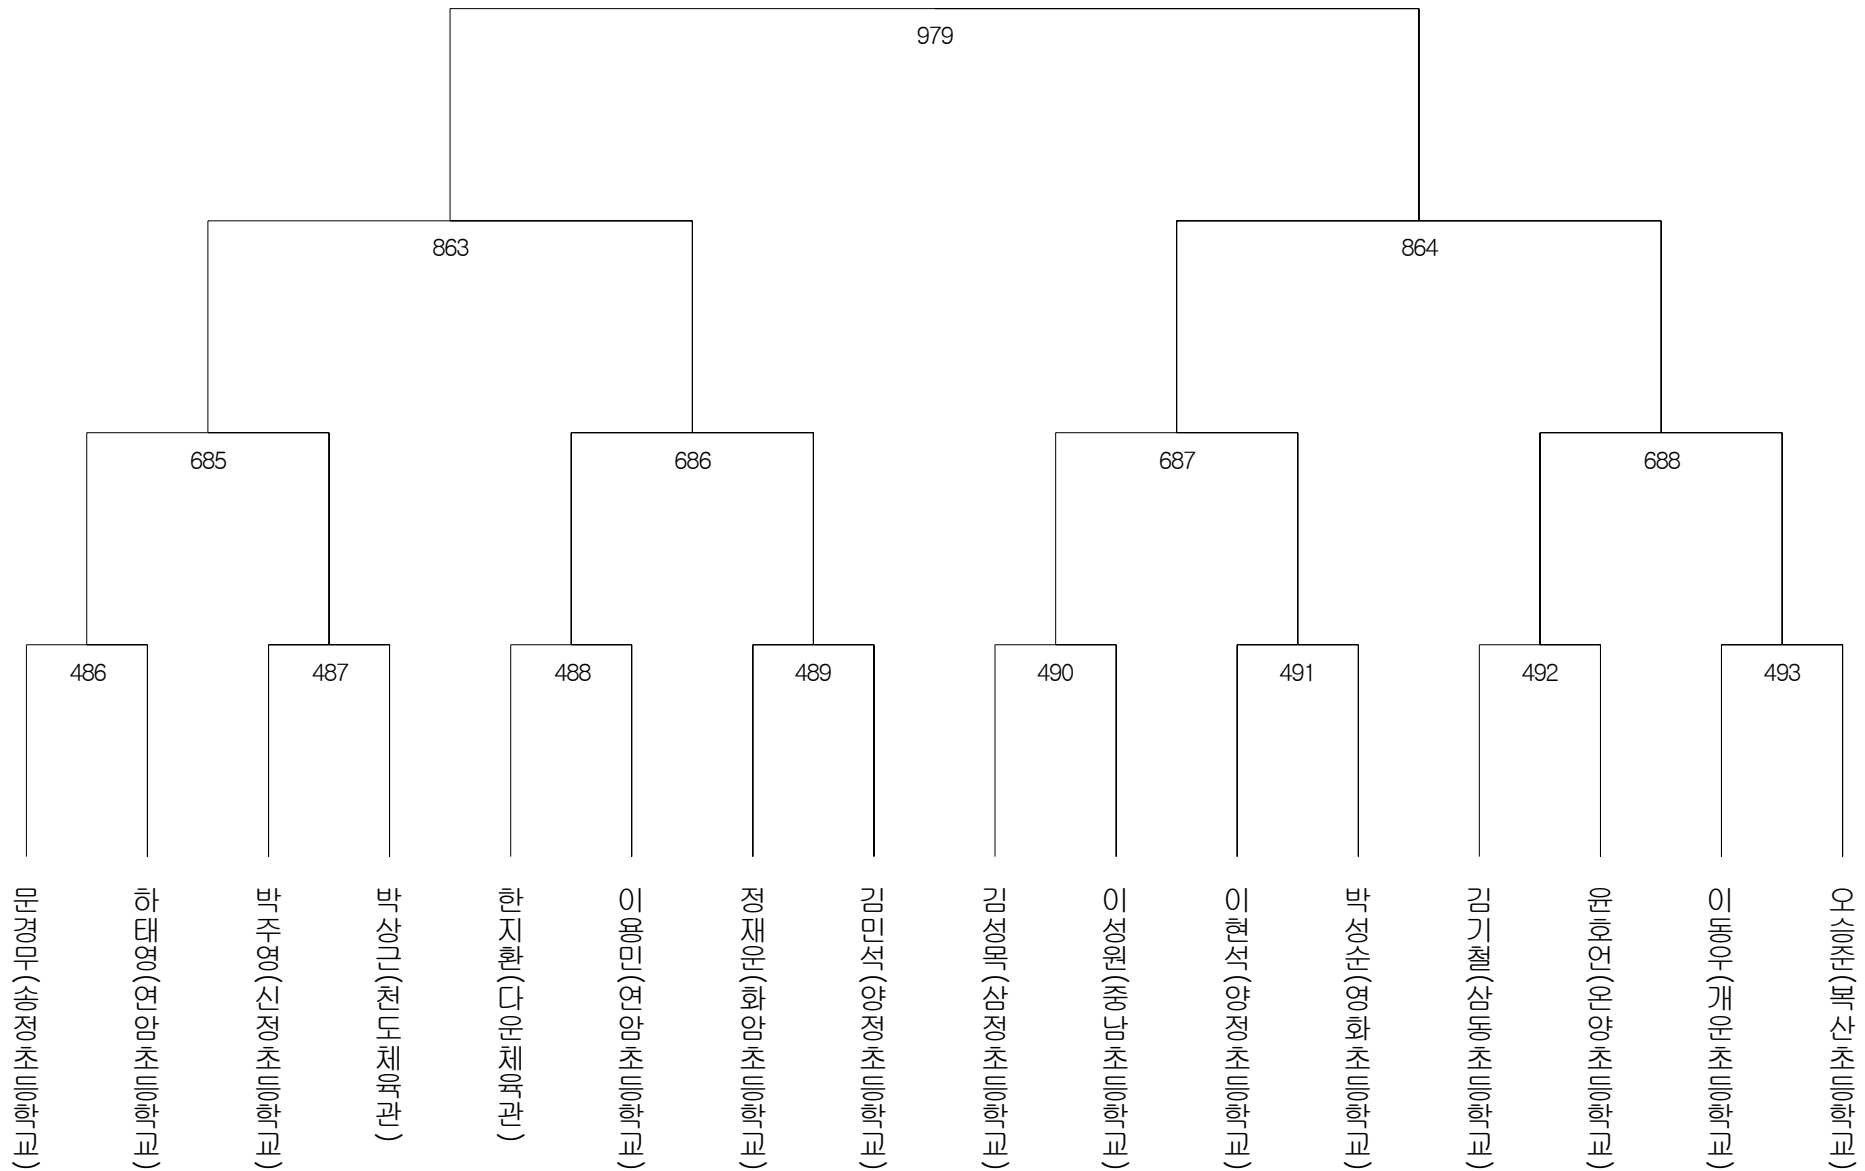 979
863
864
685
686
687
688
486
487
488
489
490
491
492
493
문경무(송정초등학교)
하태영(연암초등학교)
박주영(신정초등학교)
박상근(천도체육관)
한지환(다운체육관)
이용민(연암초등학교)
정재운(화암초등학교)
김민석(양정초등학교)
김성목(삼정초등학교)
이성원(중남초등학교)
이현석(양정초등학교)
박성순(영화초등학교)
김기철(삼동초등학교)
윤호언(온양초등학교)
이동우(개운초등학교)
오승준(복산초등학교)